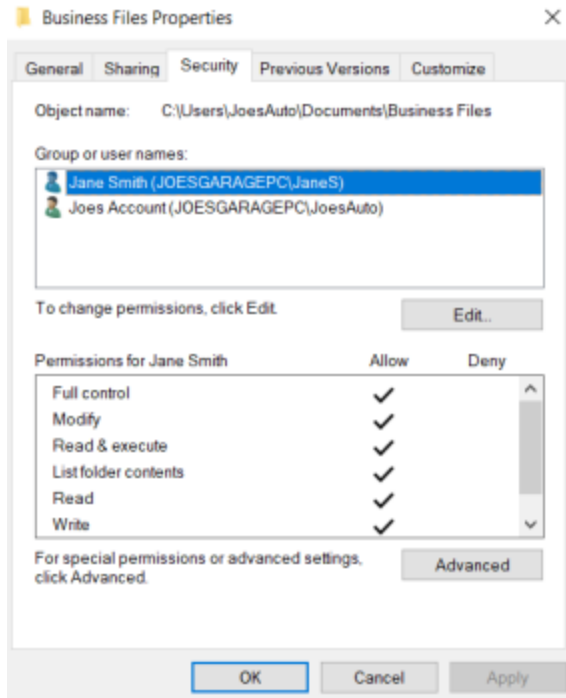 Business Files Properties
General Sharing Security Previous Versions Customize
Object name: C:\Users\JoesAuto\Documents\Business Files
Group or user names:
Jane Smith (JOESGARAGEPC\JaneS)
Joes Account (JOESGARAGEPC\JoesAuto)
To change permissions, click Edit.
Edit..
Permissions for Jane Smith Allow Deny
Full control
Modify
Read & execute
List folder contents
Read
Write
For special permissions or advanced settings,
click Advanced.
Advanced
OK Cancel Apply